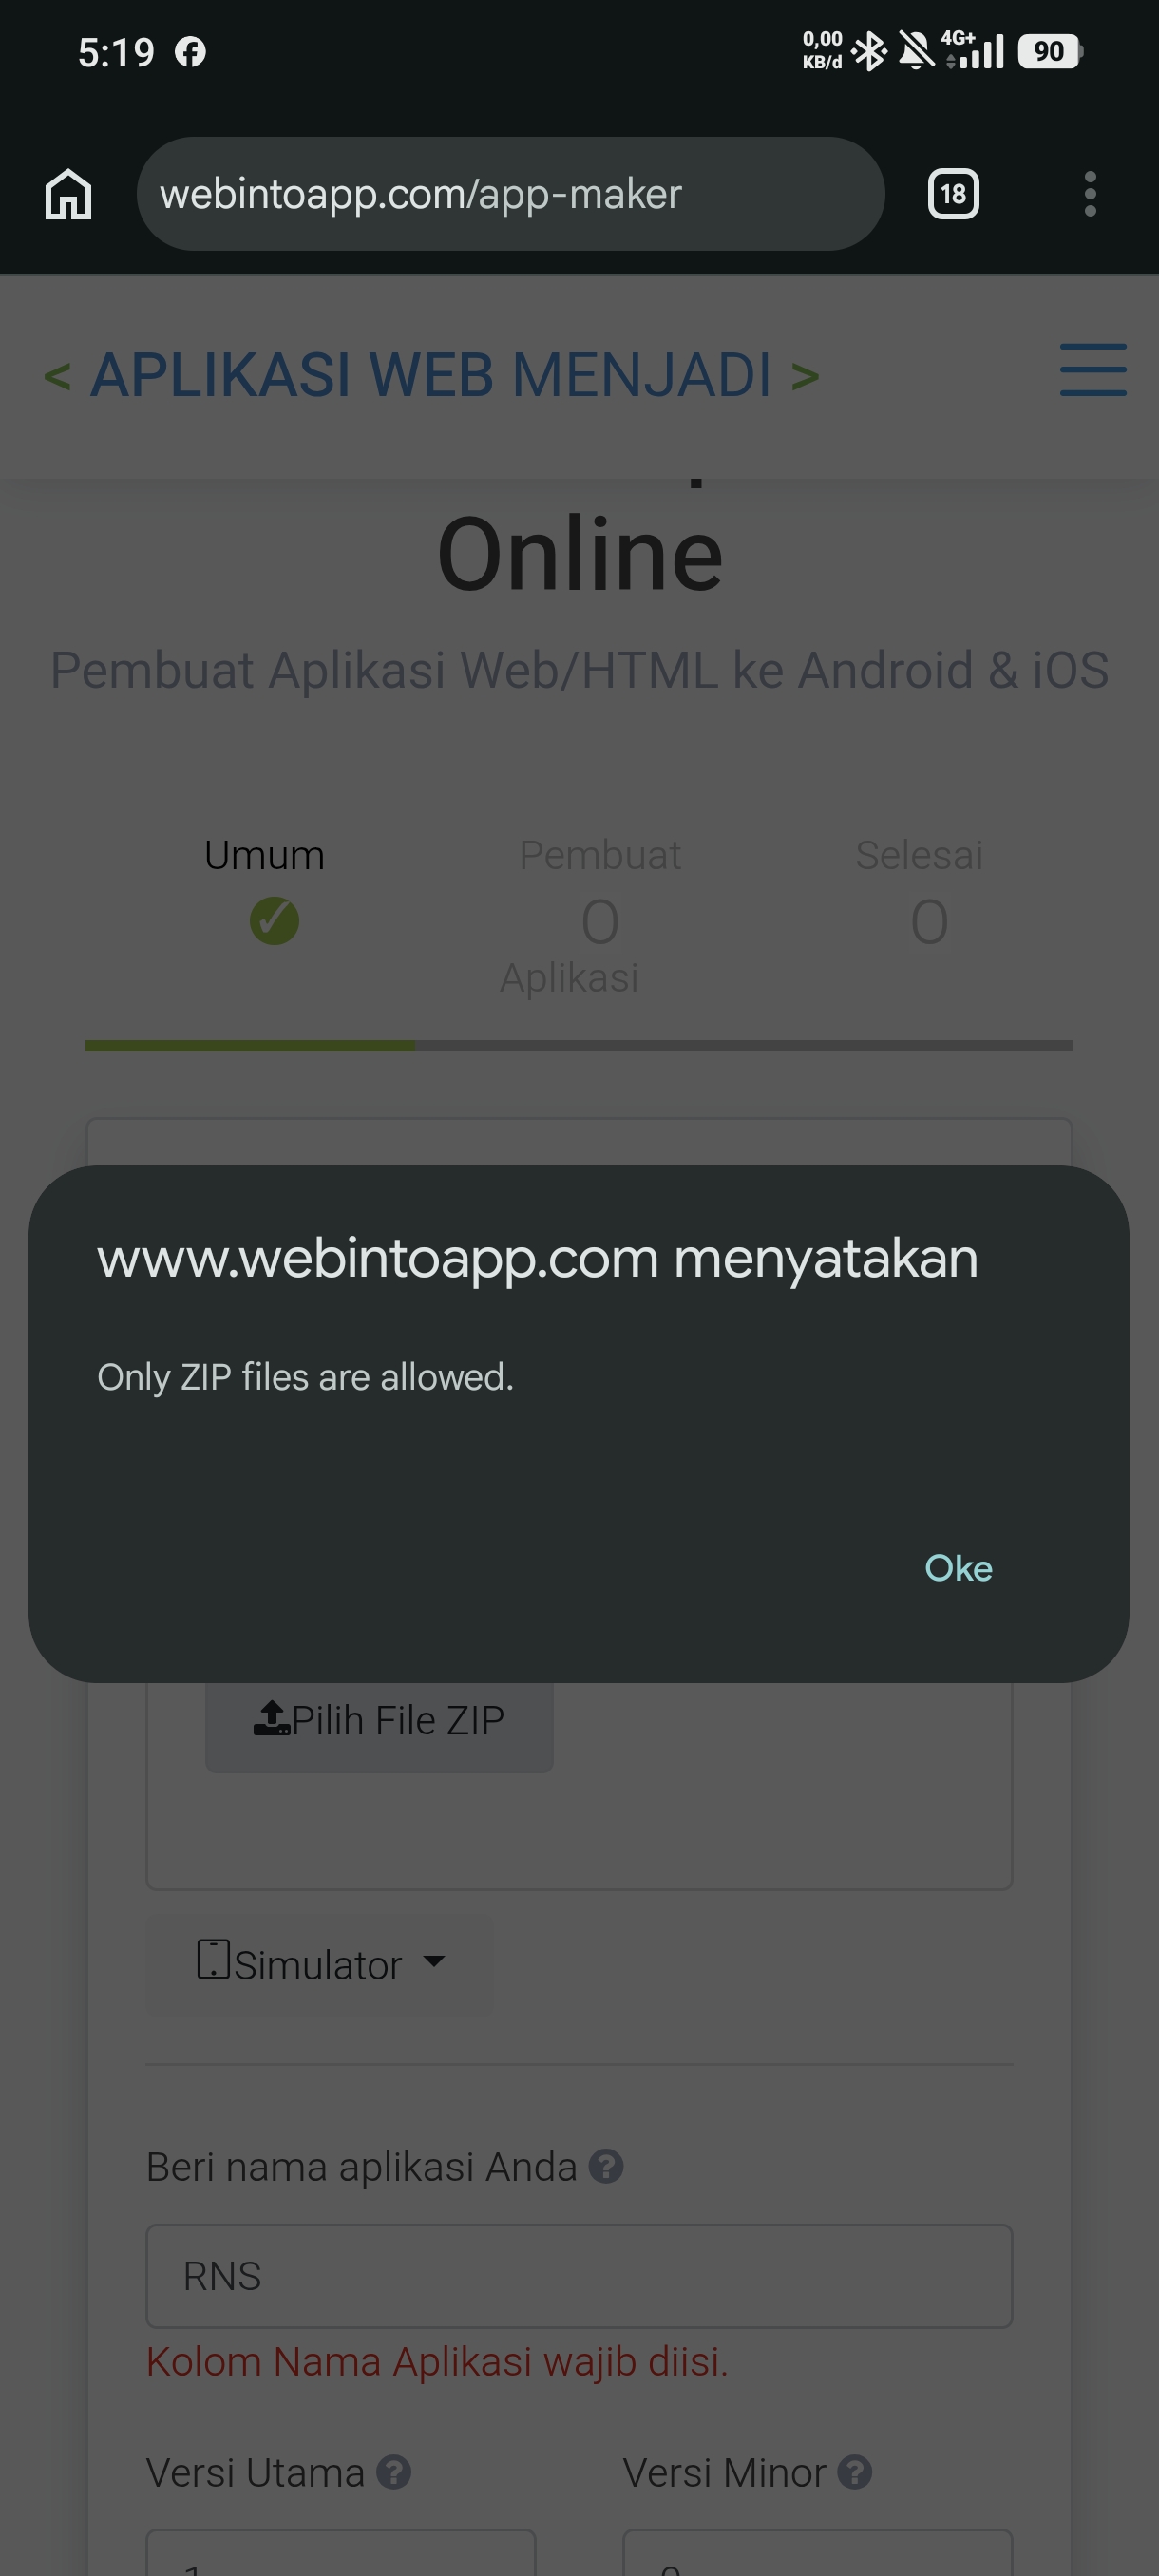 5:19
0,00
KB/d
4G+
90
webintoapp.com/app-maker
18
< APLIKASI WEB MENJADI >
Online
Pembuat Aplikasi Web/HTML ke Android & iOS
Umum
Pembuat
Selesai
Aplikasi
www.webintoapp.com menyatakan
Only ZIP files are allowed.
Oke
Pilih File ZIP
Simulator
Beri nama aplikasi Anda
RNS
Kolom Nama Aplikasi wajib diisi.
Versi Utama
Versi Minor